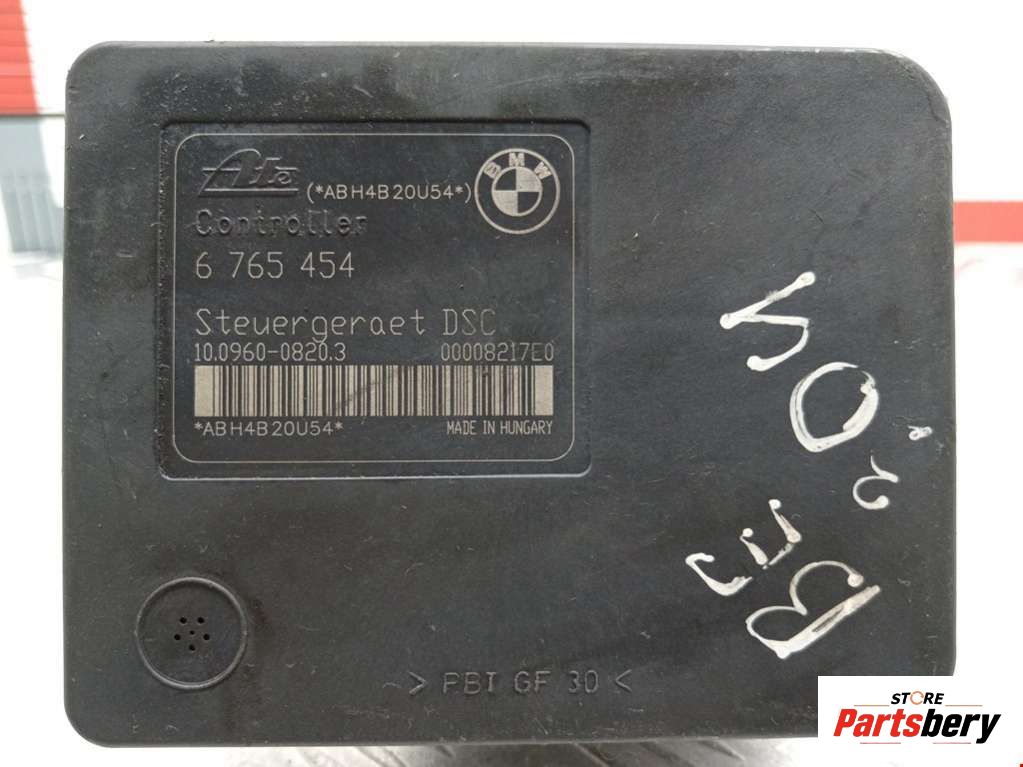 Ate
(*ABH4B20U54*)
BMW
Controller
6 765 454
Steuergeraet DSC
10.0960-0820.3 00008217E0
*ABH4B20U54*
MADE IN HUNGARY
> PBT GF 30 <
STORE
Partsbery